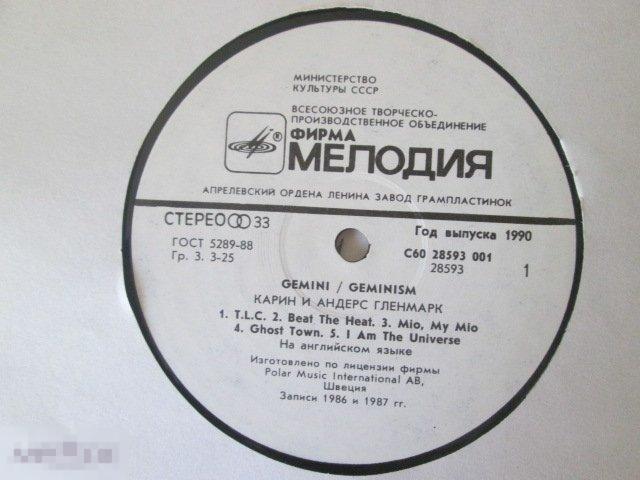 МИНИСТЕРСТВО
КУЛЬТУРЫ СССР
ВСЕСОЮЗНОЕ ТВОРЧЕСКО-
ПРОИЗВОДСТВЕННОЕ ОБЪЕДИНЕНИЕ
® ФИРМА
МЕЛОДИЯ
АПРЕЛЕВСКИЙ ОРДЕНА ЛЕНИНА ЗАВОД ГРАМПЛАСТИНОК
СТЕРЕО 33
Год выпуска 1990
ГОСТ 5289-88
С60 28593 001
Гр. 3. 3-25
28593
1
GEMINI / GEMINISM
КАРИН И АНДЕРС ГЛЕНМАРК
1. T.L.C. 2. Beat The Heat. 3. Mio, My Mio
4. Ghost Town. 5. I Am The Universe
На английском языке
Изготовлено по лицензии фирмы
Polar Music International AB,
Швеция
Записи 1986 и 1987 гг.